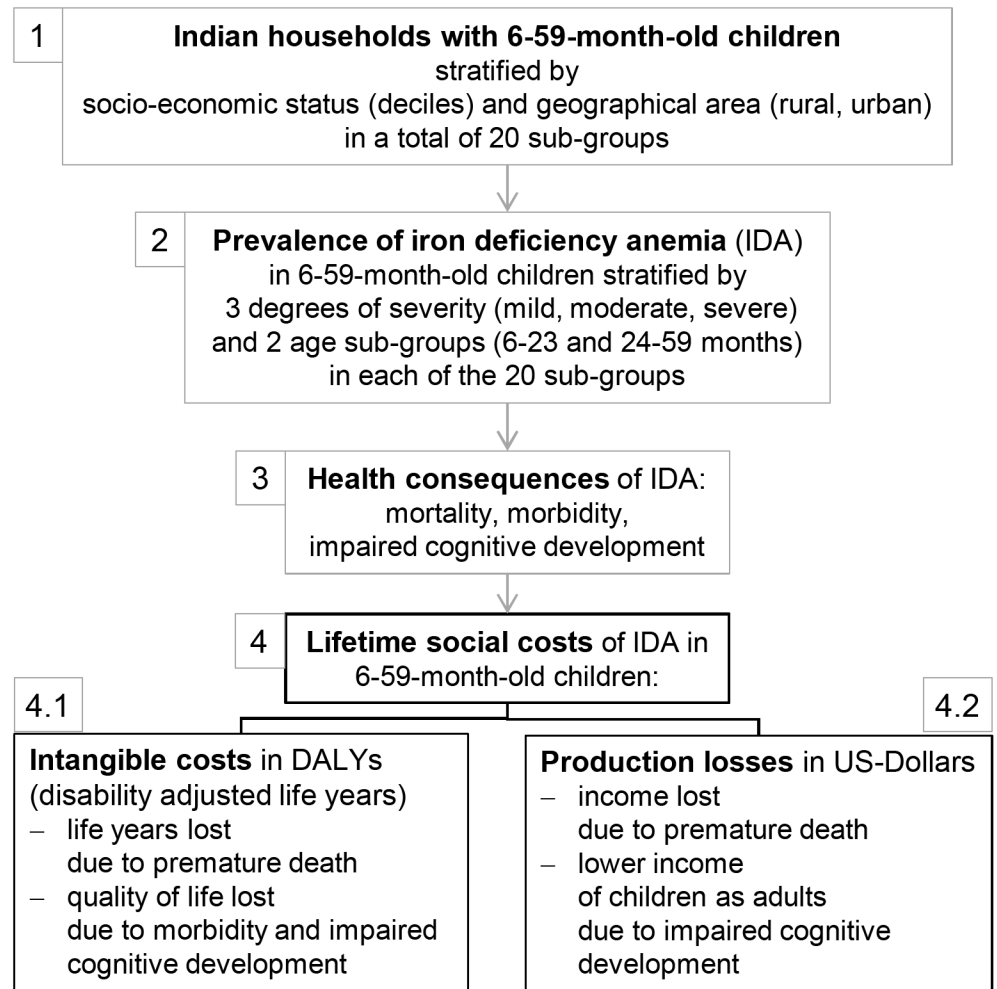 1
Indian households with 6-59-month-old children
stratified by
socio-economic status (deciles) and geographical area (rural, urban)
in a total of 20 sub-groups
2
Prevalence of iron deficiency anemia (IDA)
in 6-59-month-old children stratified by
3 degrees of severity (mild, moderate, severe)
and 2 age sub-groups (6-23 and 24-59 months)
in each of the 20 sub-groups
3
Health consequences of IDA:
mortality, morbidity,
impaired cognitive development
4
Lifetime social costs of IDA in
6-59-month-old children:
4.1
Intangible costs in DALYs
(disability adjusted life years)
– life years lost
due to premature death
– quality of life lost
due to morbidity and impaired
cognitive development
4.2
Production losses in US-Dollars
– income lost
due to premature death
– lower income
of children as adults
due to impaired cognitive
development